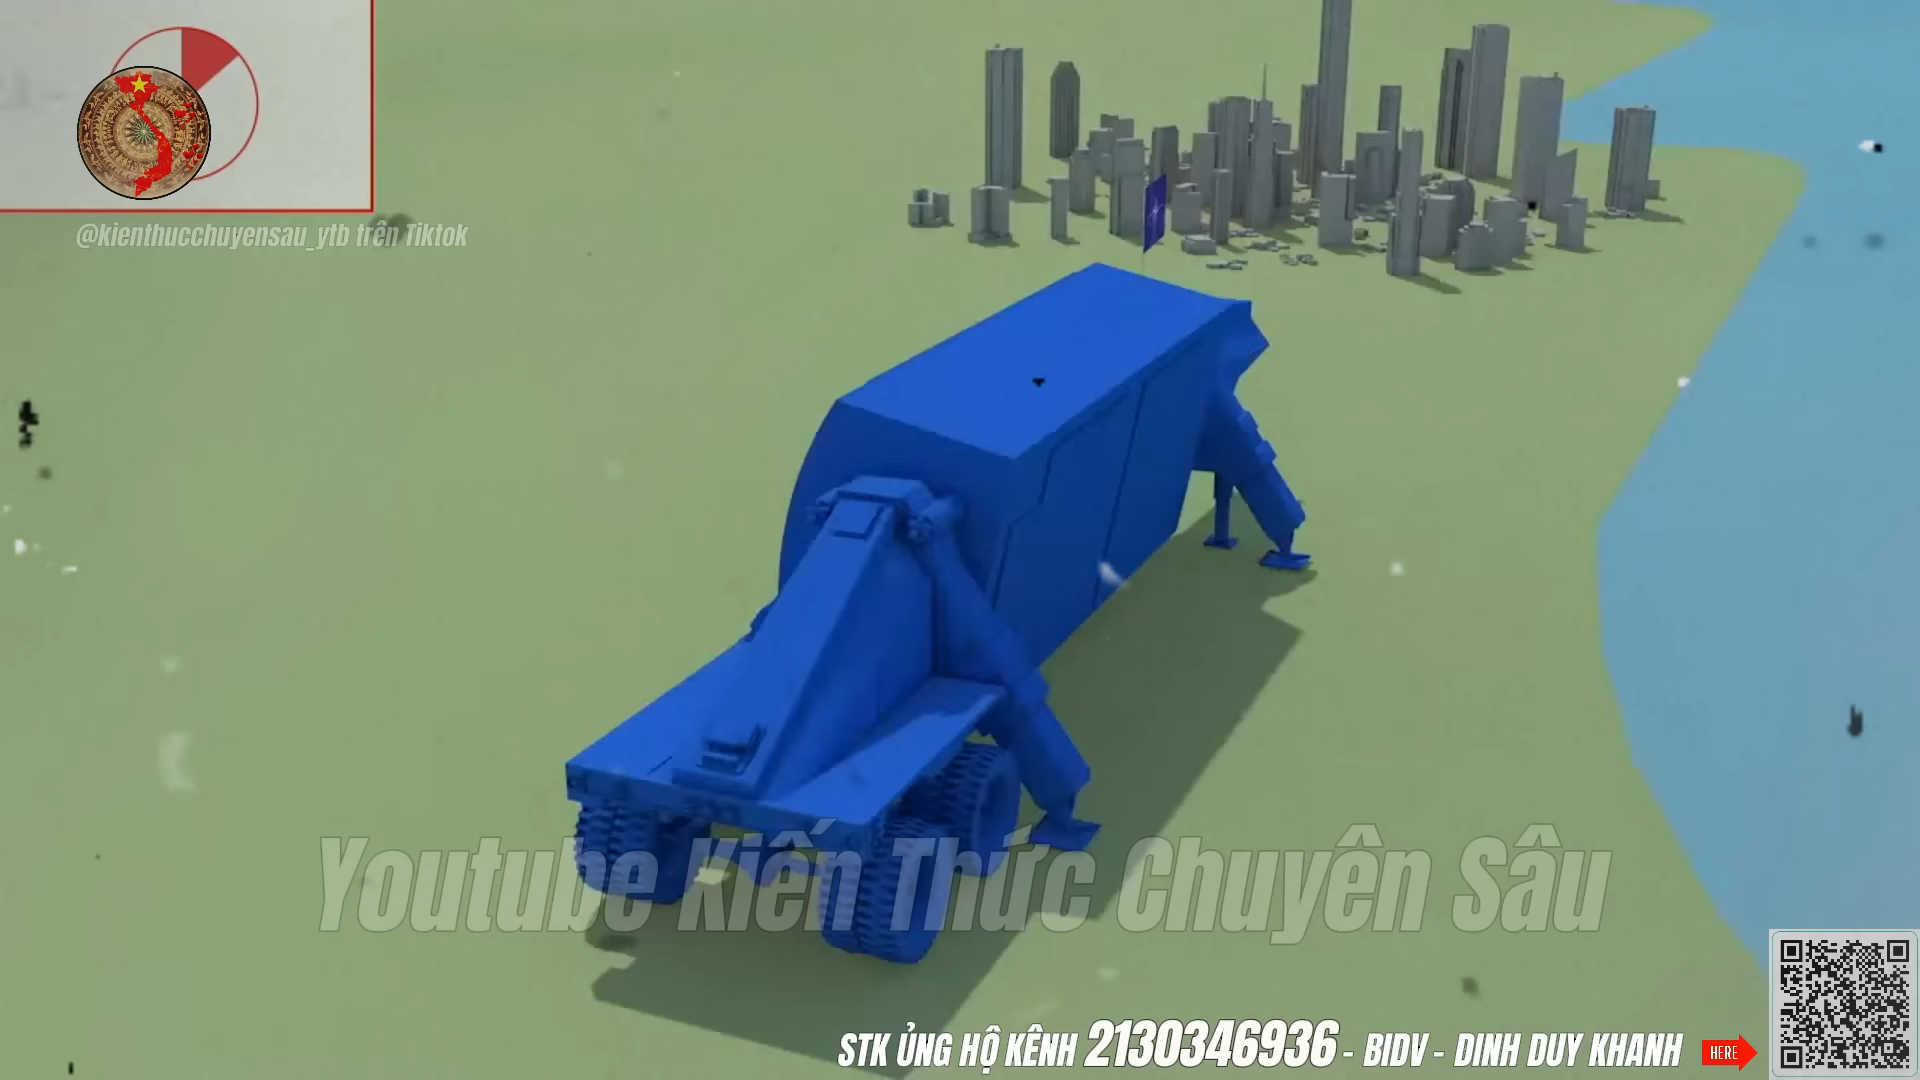 @kienthucchuyensau_ytb trên Tiktok
Youtube Kiến Thức Chuyên Sâu
STK ỦNG HỘ KÊNH 2130346936 - BIDV - DINH DUY KHANH
HERE